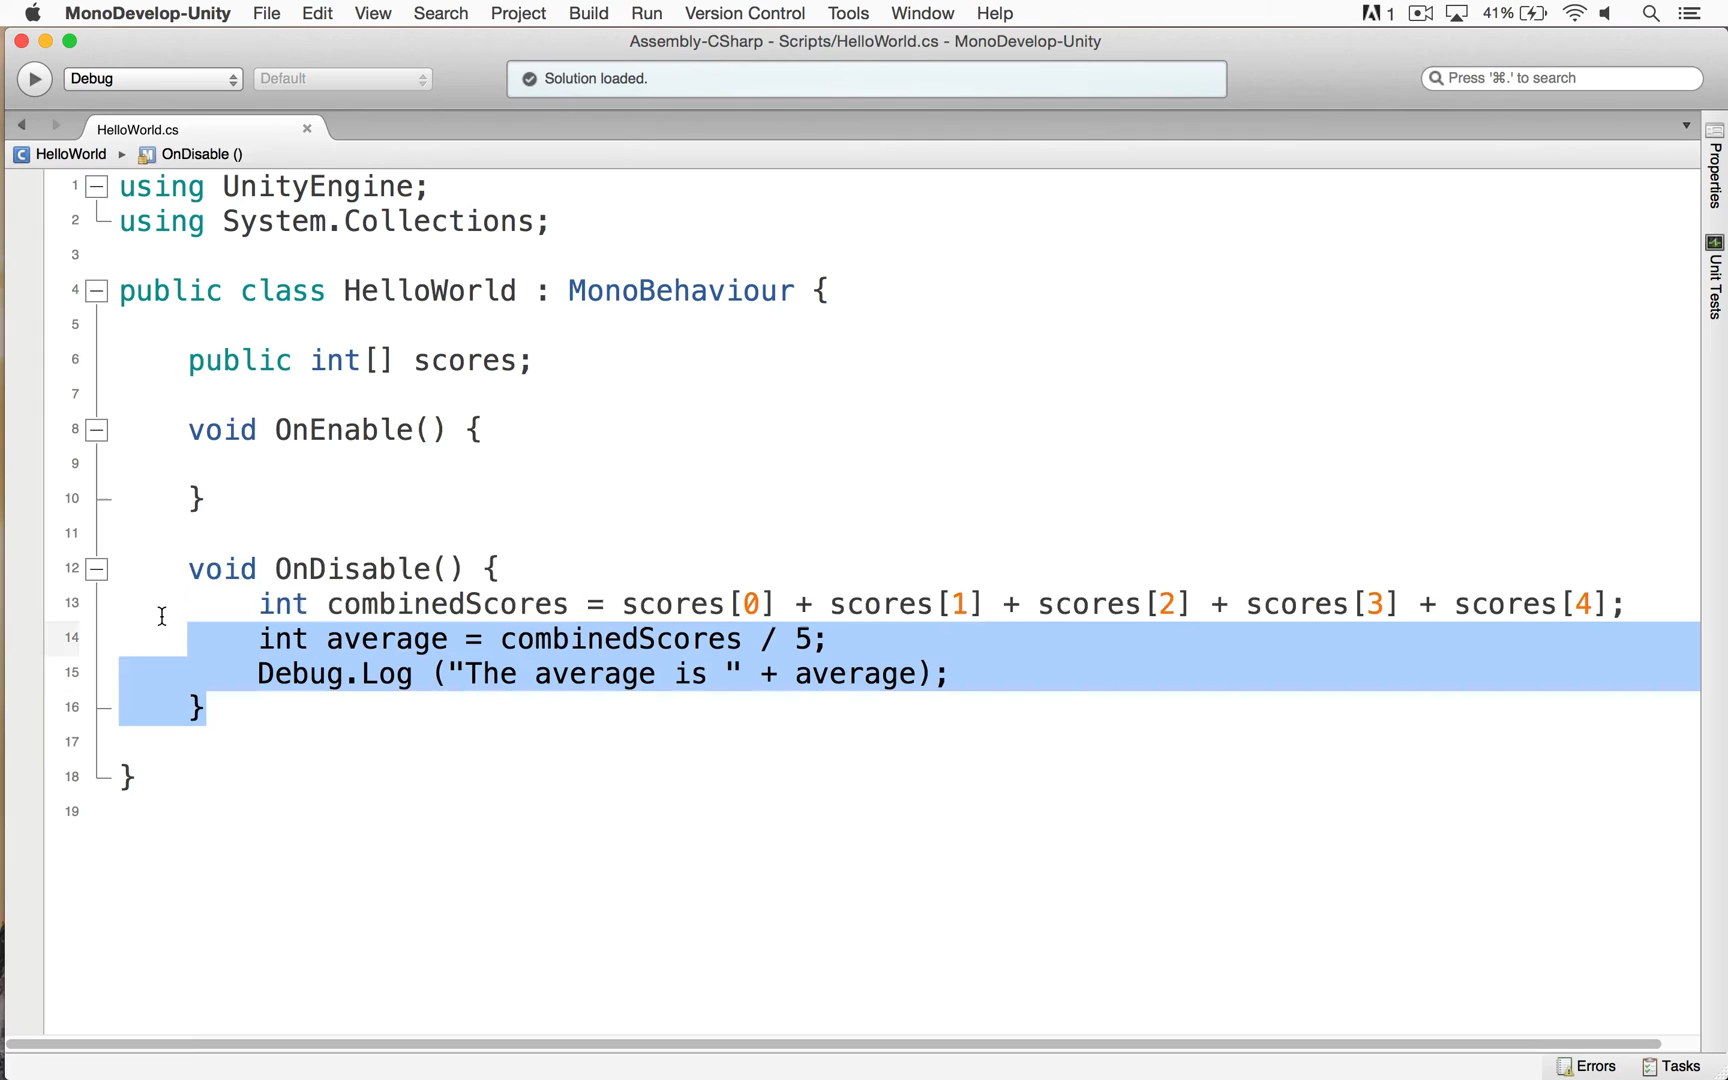 MonoDevelop-Unity File Edit View Search Project Build Run Version Control Tools Window Help 1 41%
Assembly-CSharp - Scripts/HelloWorld.cs - MonoDevelop-Unity
Debug Default Solution loaded. Press '⌘.' to search
HelloWorld.cs
C HelloWorld OnDisable ()
1 using UnityEngine;
2 using System.Collections;
3
4 public class HelloWorld : MonoBehaviour {
5
6 public int[] scores;
7
8 void OnEnable() {
9
10 }
11
12 void OnDisable() {
13 int combinedScores = scores[0] + scores[1] + scores[2] + scores[3] + scores[4];
14 int average = combinedScores / 5;
15 Debug.Log ("The average is " + average);
16 }
17
18 }
19
Properties
Unit Tests
Errors Tasks